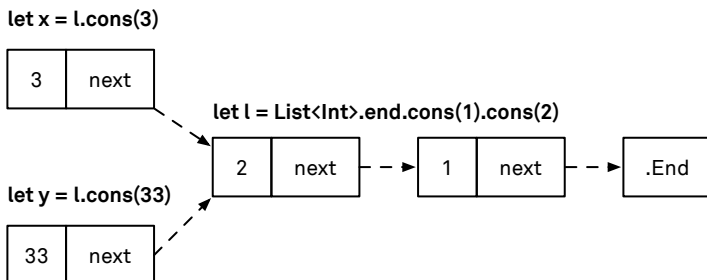 let x = l.cons(3)
3 next
let l = List<Int>.end.cons(1).cons(2)
2 next 1 next .End
let y = l.cons(33)
33 next